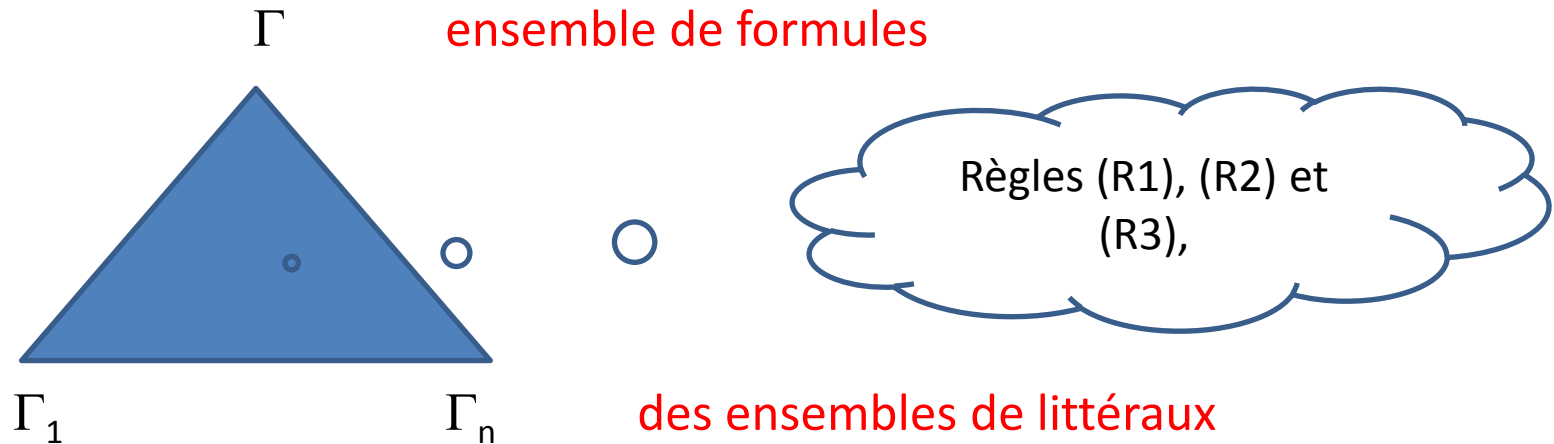 Γ ensemble de formules
Règles (R1), (R2) et
(R3),
Γ₁ Γₙ des ensembles de littéraux